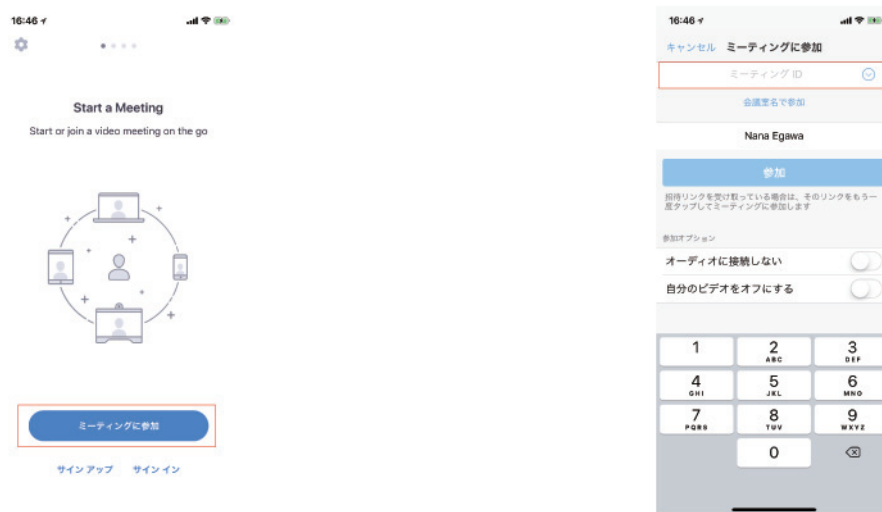 16:46
Start a Meeting
Start or join a video meeting on the go
ミーティングに参加
サイン アップ サイン イン
16:46
キャンセル ミーティングに参加
ミーティング ID
会議室名で参加
Nana Egawa
参加
招待リンクを受け取っている場合は、そのリンクをもう一
度タップしてミーティングに参加します
参加オプション
オーディオに接続しない
自分のビデオをオフにする
1 2 3
ABC DEF
4 5 6
GHI JKL MNO
7 8 9
PQRS TUV WXYZ
0